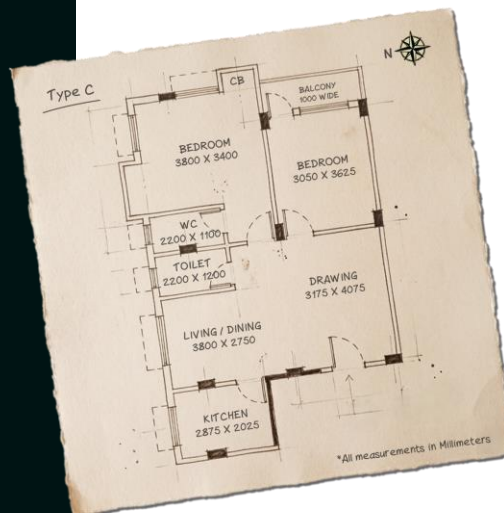 Type C
N
CB
BALCONY
1000 WIDE
BEDROOM
3800 X 3400
BEDROOM
3050 X 3625
WC
2200 X 1100
TOILET
2200 X 1200
DRAWING
3175 X 4075
LIVING / DINING
3800 X 2750
KITCHEN
2875 X 2025
*All measurements in Millimeters